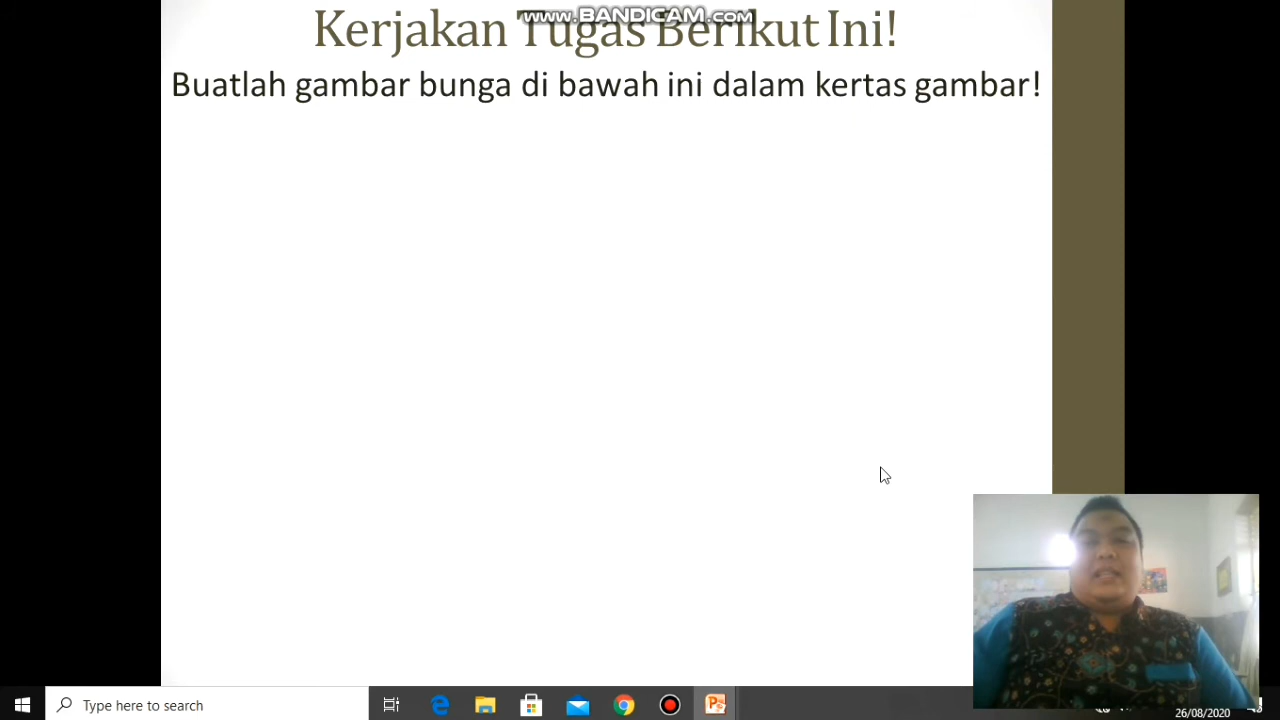 www.BANDICAM.com
Kerjakan Tugas Berikut Ini!
Buatlah gambar bunga di bawah ini dalam kertas gambar!
Type here to search
26/08/2020